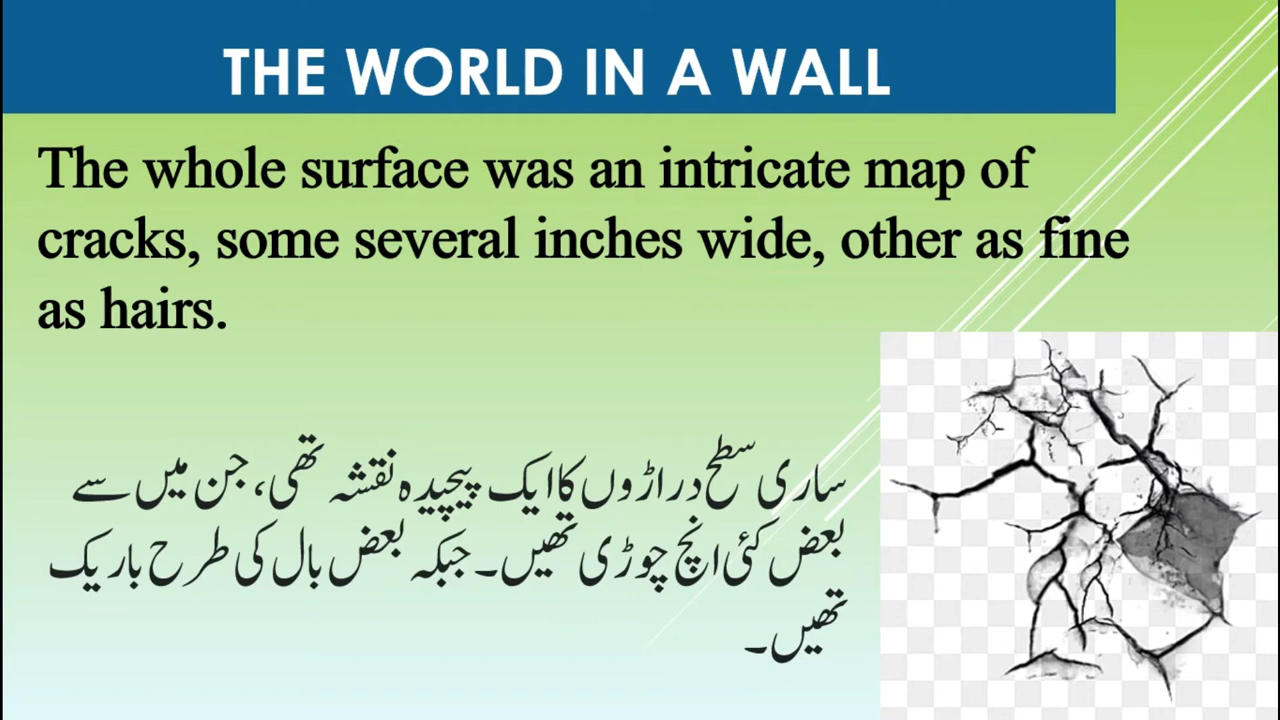 THE WORLD IN A WALL
The whole surface was an intricate map of
cracks, some several inches wide, other as fine
as hairs.
ساری سطح دراڑوں کا ایک پیچیدہ نقشہ تھی، جن میں سے
بعض کئی انچ چوڑی تھیں۔ جبکہ بعض بال کی طرح باریک
تھیں۔